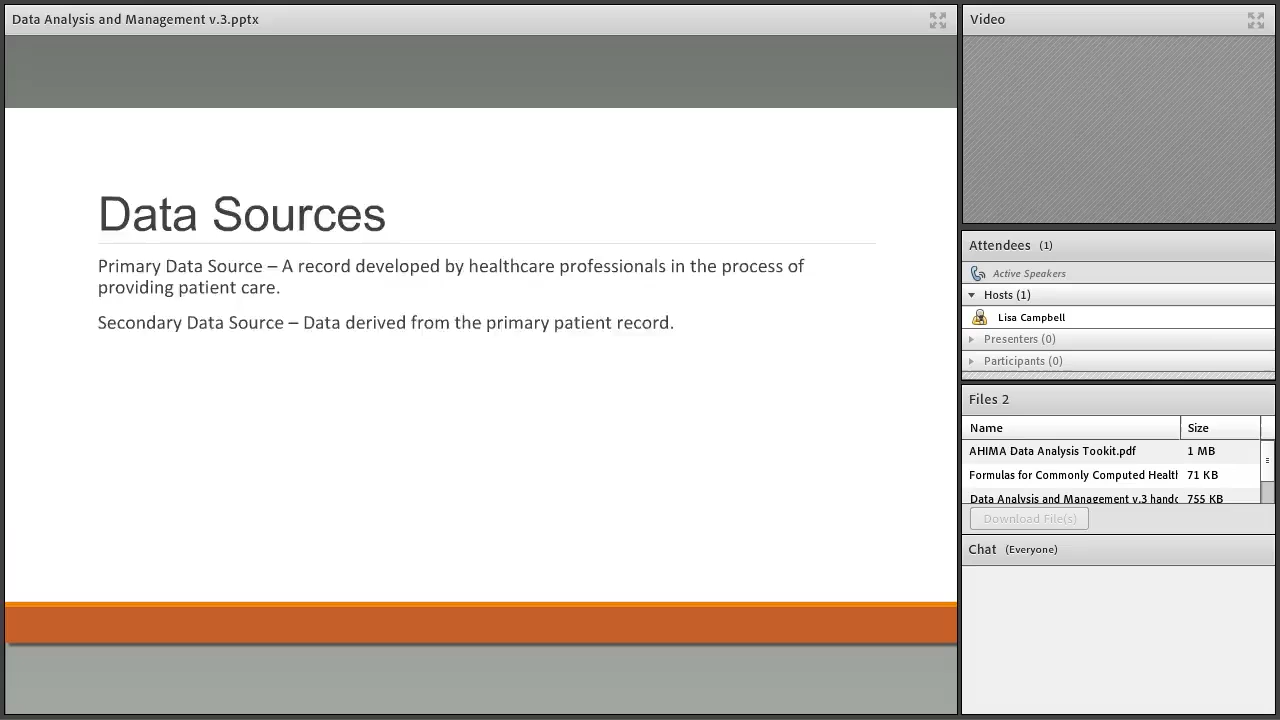 Data Analysis and Management v.3.pptx
Data Sources
Primary Data Source – A record developed by healthcare professionals in the process of
providing patient care.
Secondary Data Source – Data derived from the primary patient record.
Video
Attendees (1)
Active Speakers
Hosts (1)
Lisa Campbell
Presenters (0)
Participants (0)
Files 2
Name Size
AHIMA Data Analysis Tookit.pdf 1 MB
Formulas for Commonly Computed Healtl 71 KB
Data Analysis and Management v.3 handc 755 KB
Download File(s)
Chat (Everyone)